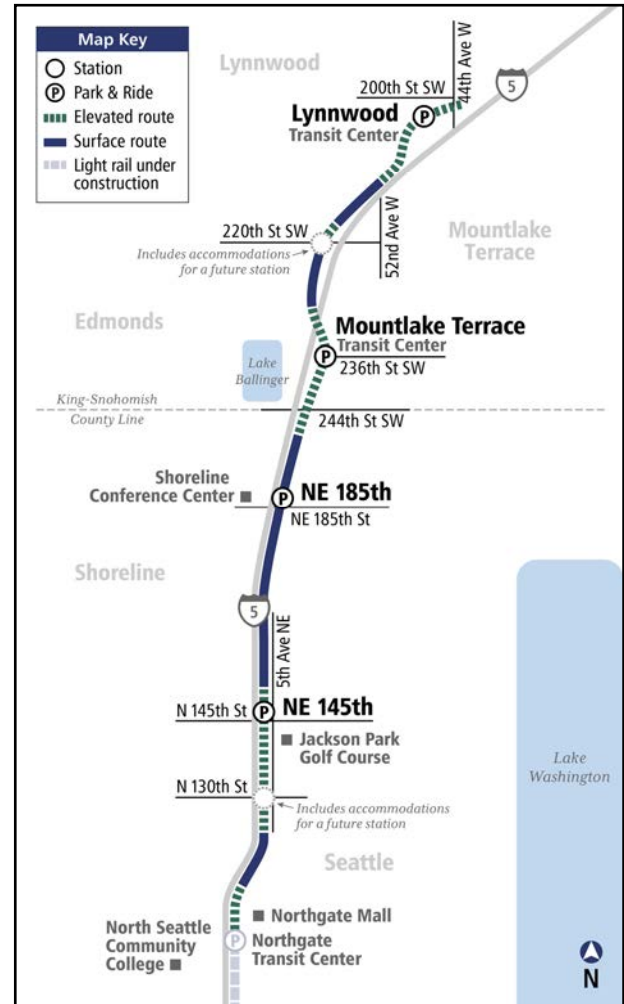 Map Key
Station
P Park & Ride
Elevated route
Surface route
Light rail under
construction
Lynnwood
44th Ave W
5
200th St SW
Lynnwood
P
Transit Center
220th St SW
52nd Ave W
Includes accommodations
for a future station
Mountlake
Terrace
Edmonds
Mountlake Terrace
Transit Center
P
236th St SW
Lake
Ballinger
King-Snohomish
County Line
244th St SW
Shoreline
Conference Center
P
NE 185th
NE 185th St
Shoreline
5
5th Ave NE
N 145th St
P
NE 145th
Jackson Park
Golf Course
N 130th St
Includes accommodations
for a future station
Lake
Washington
Seattle
Northgate Mall
North Seattle
Community
College
P
Northgate
Transit Center
N